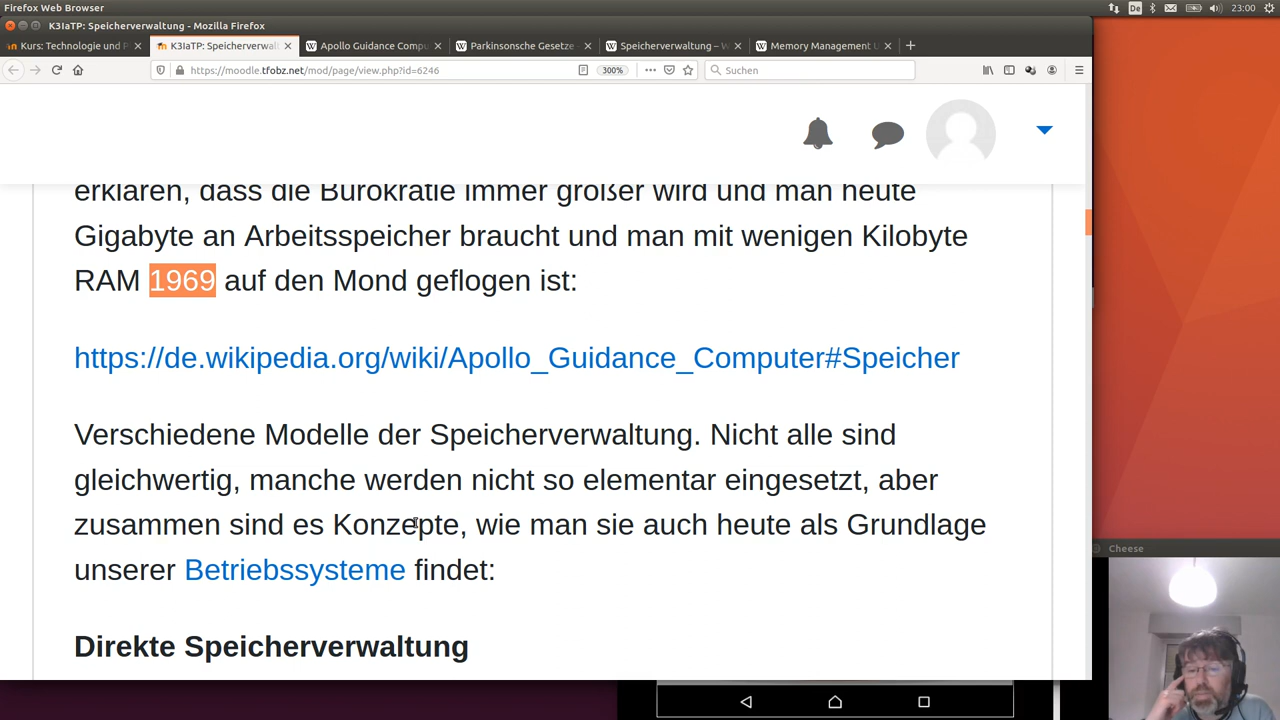 Firefox Web Browser
De
23:00
K3IaTP: Speicherverwaltung - Mozilla Firefox
Kurs: Technologie und P
K3IaTP: Speicherverwal
Apollo Guidance Compu
Parkinsonsche Gesetze
Speicherverwaltung – W
Memory Management U
https://moodle.tfobz.net/mod/page/view.php?id=6246
300%
Suchen
erklären, dass die Bürokratie immer größer wird und man heute
Gigabyte an Arbeitsspeicher braucht und man mit wenigen Kilobyte
RAM 1969 auf den Mond geflogen ist:
https://de.wikipedia.org/wiki/Apollo_Guidance_Computer#Speicher
Verschiedene Modelle der Speicherverwaltung. Nicht alle sind
gleichwertig, manche werden nicht so elementar eingesetzt, aber
zusammen sind es Konzepte, wie man sie auch heute als Grundlage
unserer Betriebssysteme findet:
Direkte Speicherverwaltung
Cheese